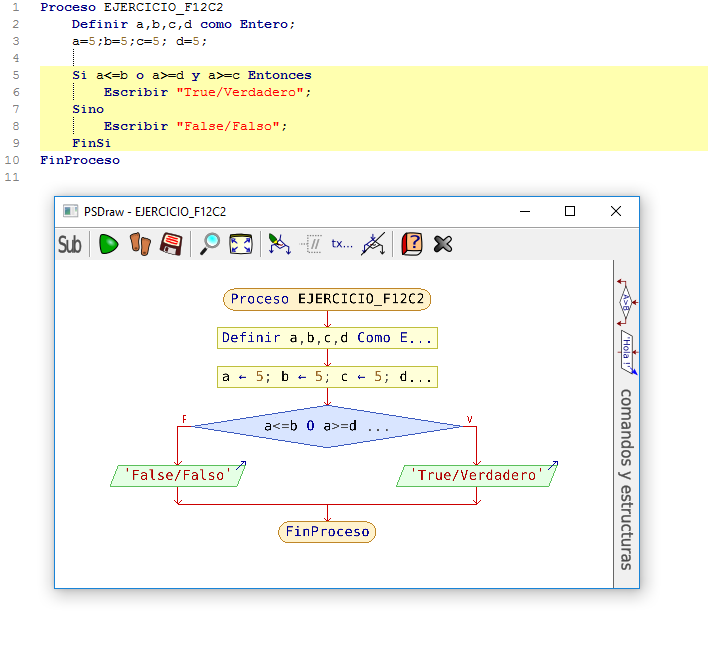 1 Proceso EJERCICIO_F12C2
2 Definir a,b,c,d como Entero;
3 a=5;b=5;c=5; d=5;
4
5 Si a<=b o a>=d y a>=c Entonces
6 Escribir "True/Verdadero";
7 Sino
8 Escribir "False/Falso";
9 FinSi
10 FinProceso
11
PSDraw - EJERCICIO_F12C2
Sub // tx... ?
Proceso EJERCICIO_F12C2
Definir a,b,c,d Como E...
a ← 5; b ← 5; c ← 5; d...
F a<=b O a>=d ... V
'False/Falso' 'True/Verdadero'
FinProceso
A>B
'Hola !'
comandos y estructuras